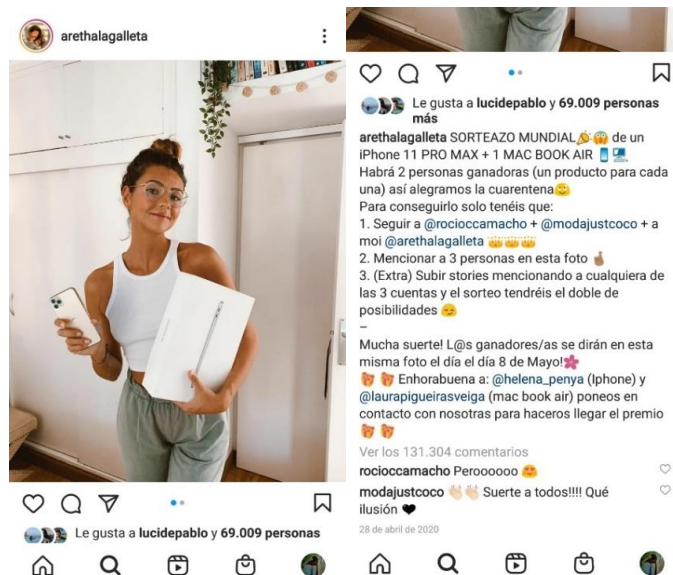 arethalagalleta
Le gusta a lucidepablo y 69.009 personas
Le gusta a lucidepablo y 69.009 personas
más
arethalagalleta SORTEAZO MUNDIAL🎉😱 de un
iPhone 11 PRO MAX + 1 MAC BOOK AIR 📱💻
Habrá 2 personas ganadoras (un producto para cada
una) así alegramos la cuarentena🌝
Para conseguirlo solo tenéis que:
1. Seguir a @rocioccamacho + @modajustcoco + a
moi @arethalagalleta 👑👑👑
2. Mencionar a 3 personas en esta foto ☝🏽
3. (Extra) Subir stories mencionando a cualquiera de
las 3 cuentas y el sorteo tendréis el doble de
posibilidades 😏
–
Mucha suerte! L@s ganadores/as se dirán en esta
misma foto el día el día 8 de Mayo!🌸
🎁 🎁 Enhorabuena a: @helena_penya (Iphone) y
@laurapigueirasveiga (mac book air) poneos en
contacto con nosotras para haceros llegar el premio
🎁 🎁
Ver los 131.304 comentarios
rocioccamacho Peroooooo 😍
modajustcoco 👏🏻👏🏻 Suerte a todos!!!! Qué
ilusión 🖤
28 de abril de 2020